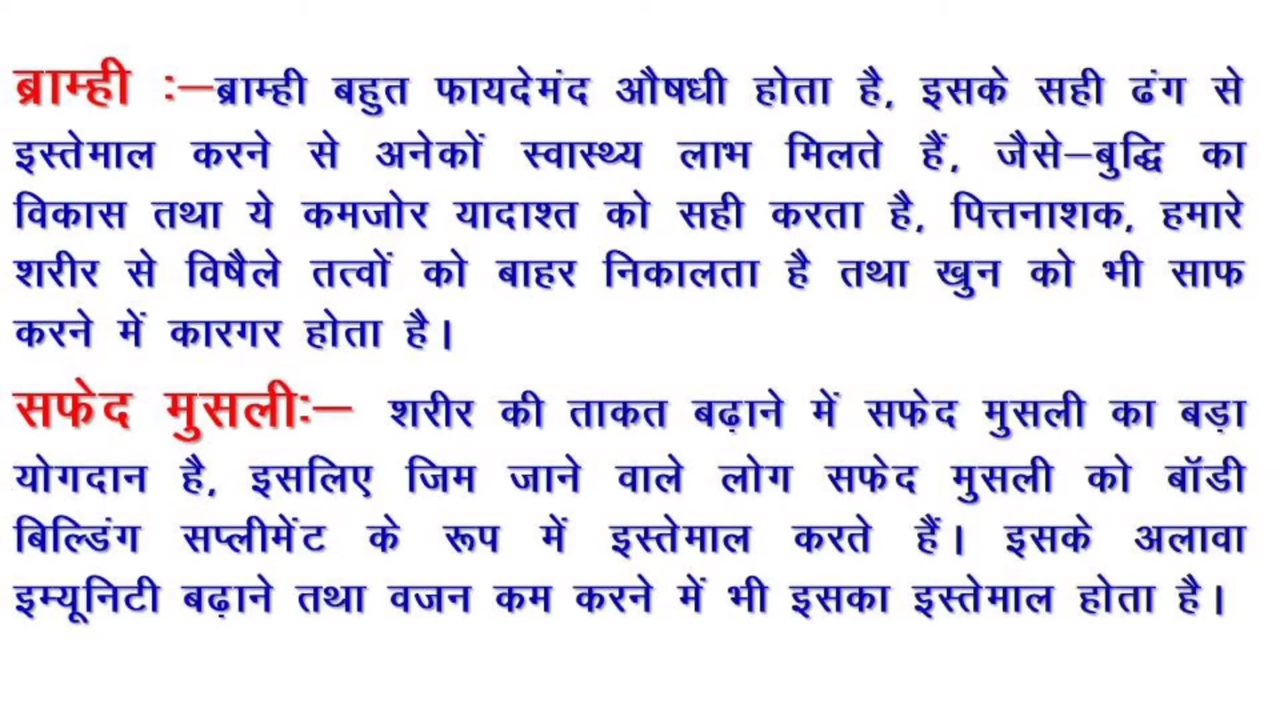 ब्राम्ही :–ब्राम्ही बहुत फायदेमंद औषधी होता है, इसके सही ढंग से
इस्तेमाल करने से अनेकों स्वास्थ्य लाभ मिलते हैं, जैसे–बुद्धि का
विकास तथा ये कमजोर यादाश्त को सही करता है, पित्तनाशक, हमारे
शरीर से विषैले तत्वों को बाहर निकालता है तथा खुन को भी साफ
करने में कारगर होता है।
सफेद मुसली:– शरीर की ताकत बढ़ाने में सफेद मुसली का बड़ा
योगदान है, इसलिए जिम जाने वाले लोग सफेद मुसली को बॉडी
बिल्डिंग सप्लीमेंट के रूप में इस्तेमाल करते हैं। इसके अलावा
इम्यूनिटी बढ़ाने तथा वजन कम करने में भी इसका इस्तेमाल होता है।